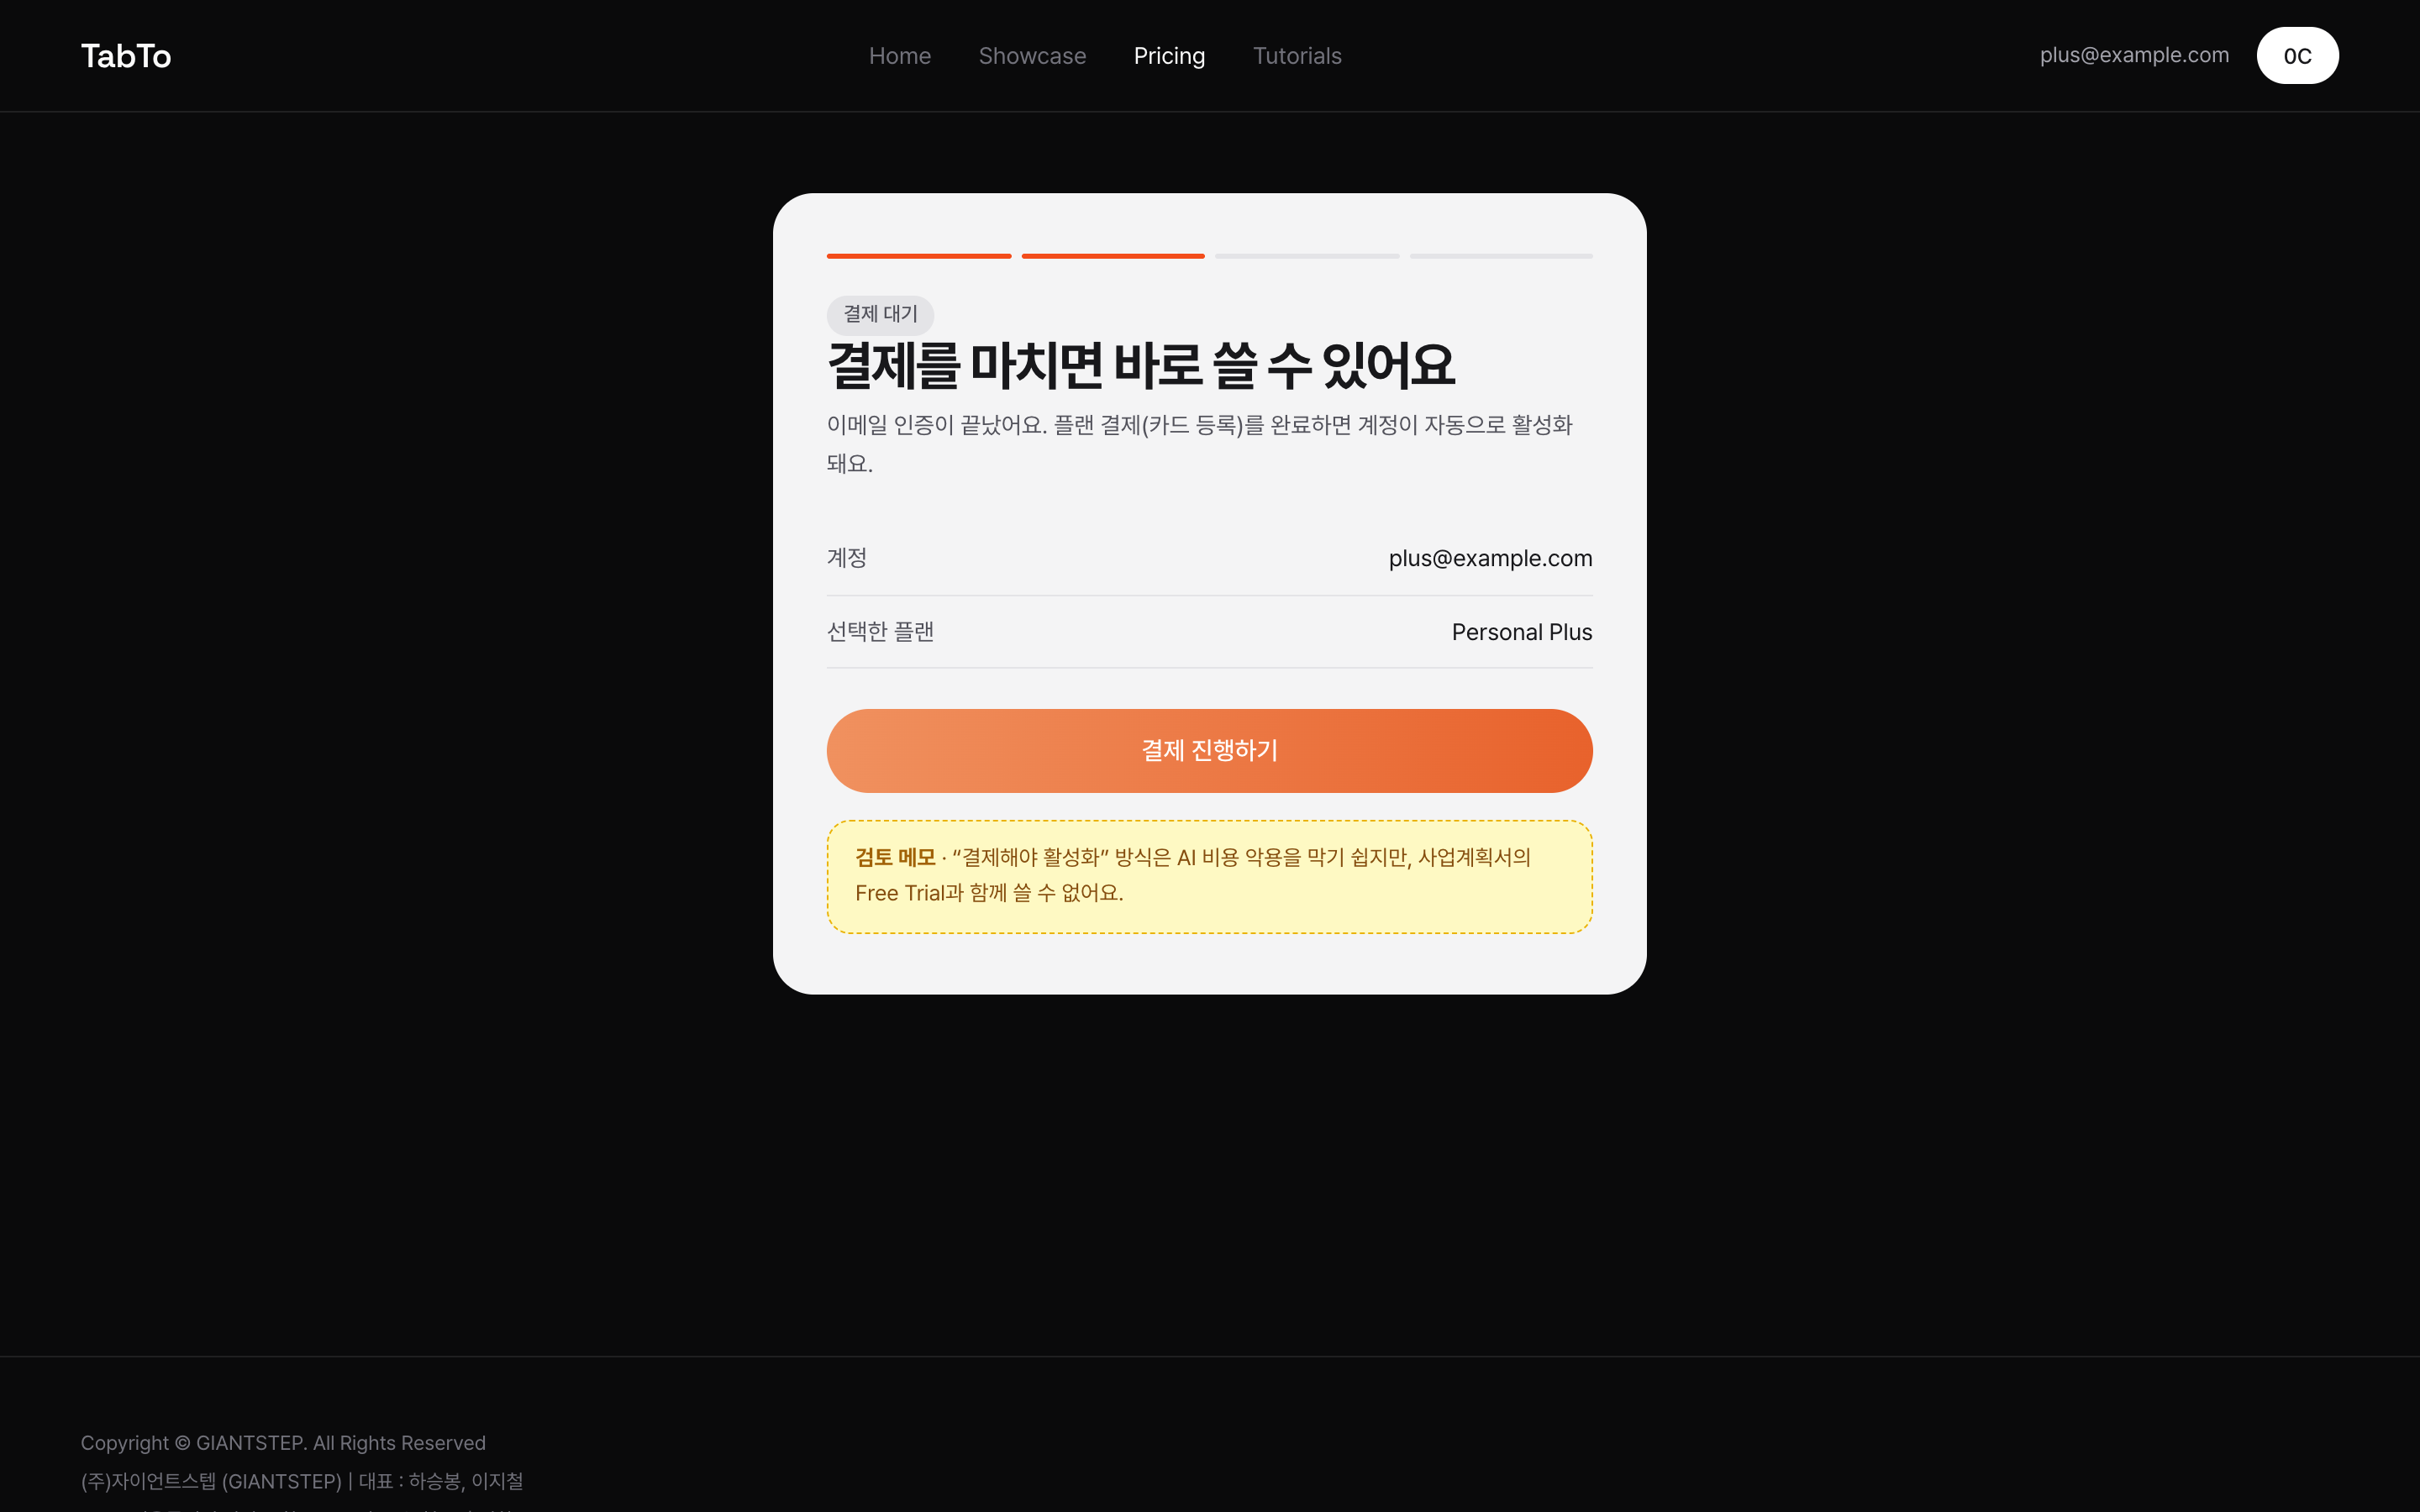 TabTo
Home
Showcase
Pricing
Tutorials
plus@example.com
0C
결제 대기
결제를 마치면 바로 쓸 수 있어요
이메일 인증이 끝났어요. 플랜 결제(카드 등록)를 완료하면 계정이 자동으로 활성화
돼요.
계정
plus@example.com
선택한 플랜
Personal Plus
결제 진행하기
검토 메모 · “결제해야 활성화” 방식은 AI 비용 악용을 막기 쉽지만, 사업계획서의
Free Trial과 함께 쓸 수 없어요.
Copyright © GIANTSTEP. All Rights Reserved
(주)자이언트스텝 (GIANTSTEP) | 대표 : 하승봉, 이지철